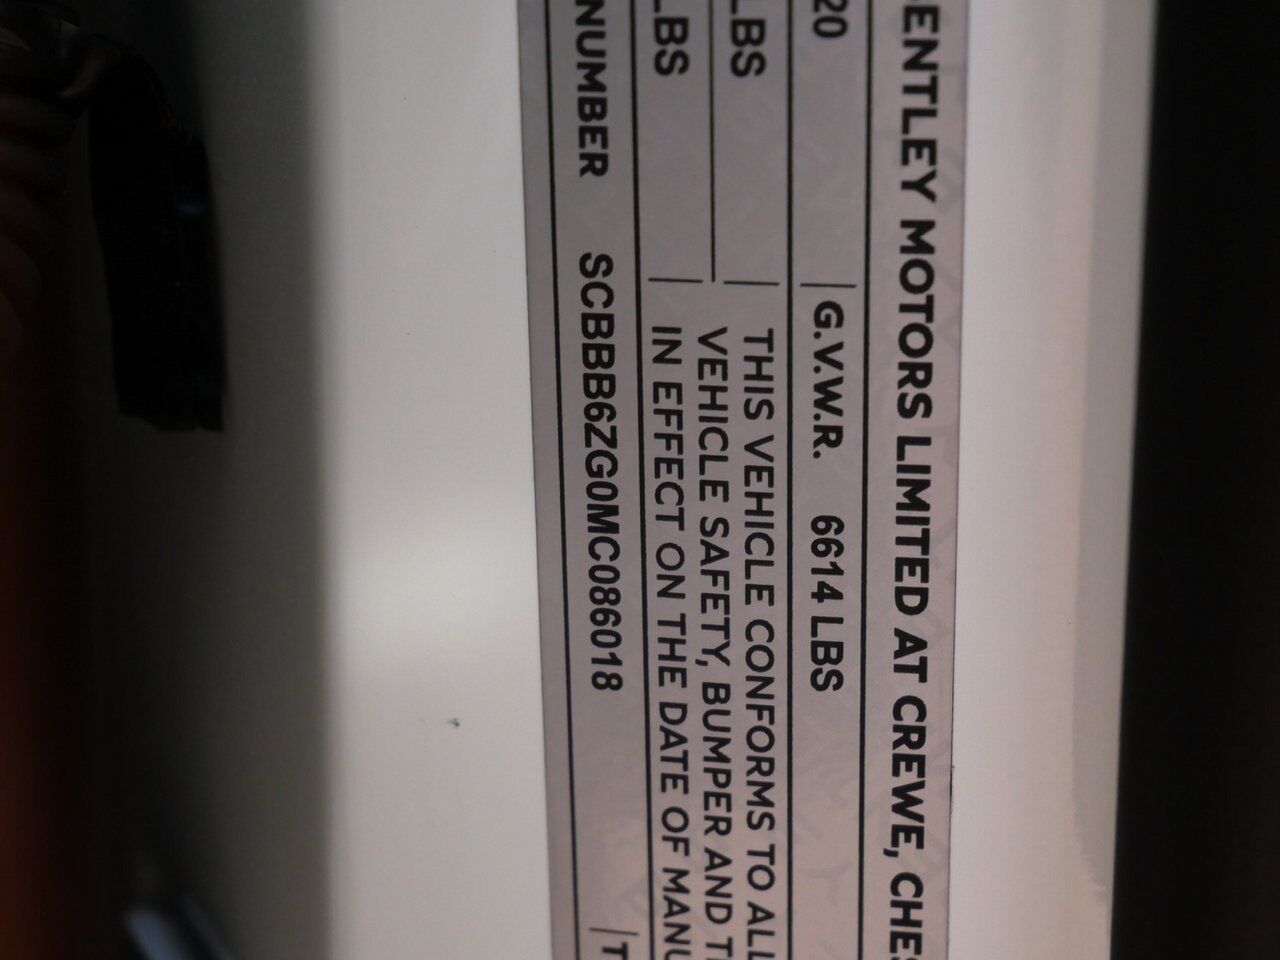 ENTLEY MOTORS LIMITED AT CREWE, CHES
20 G.V.W.R. 6614 LBS
LBS THIS VEHICLE CONFORMS TO ALL
VEHICLE SAFETY, BUMPER AND T
LBS IN EFFECT ON THE DATE OF MANU
NUMBER SCBBB6ZG0MC086018 T